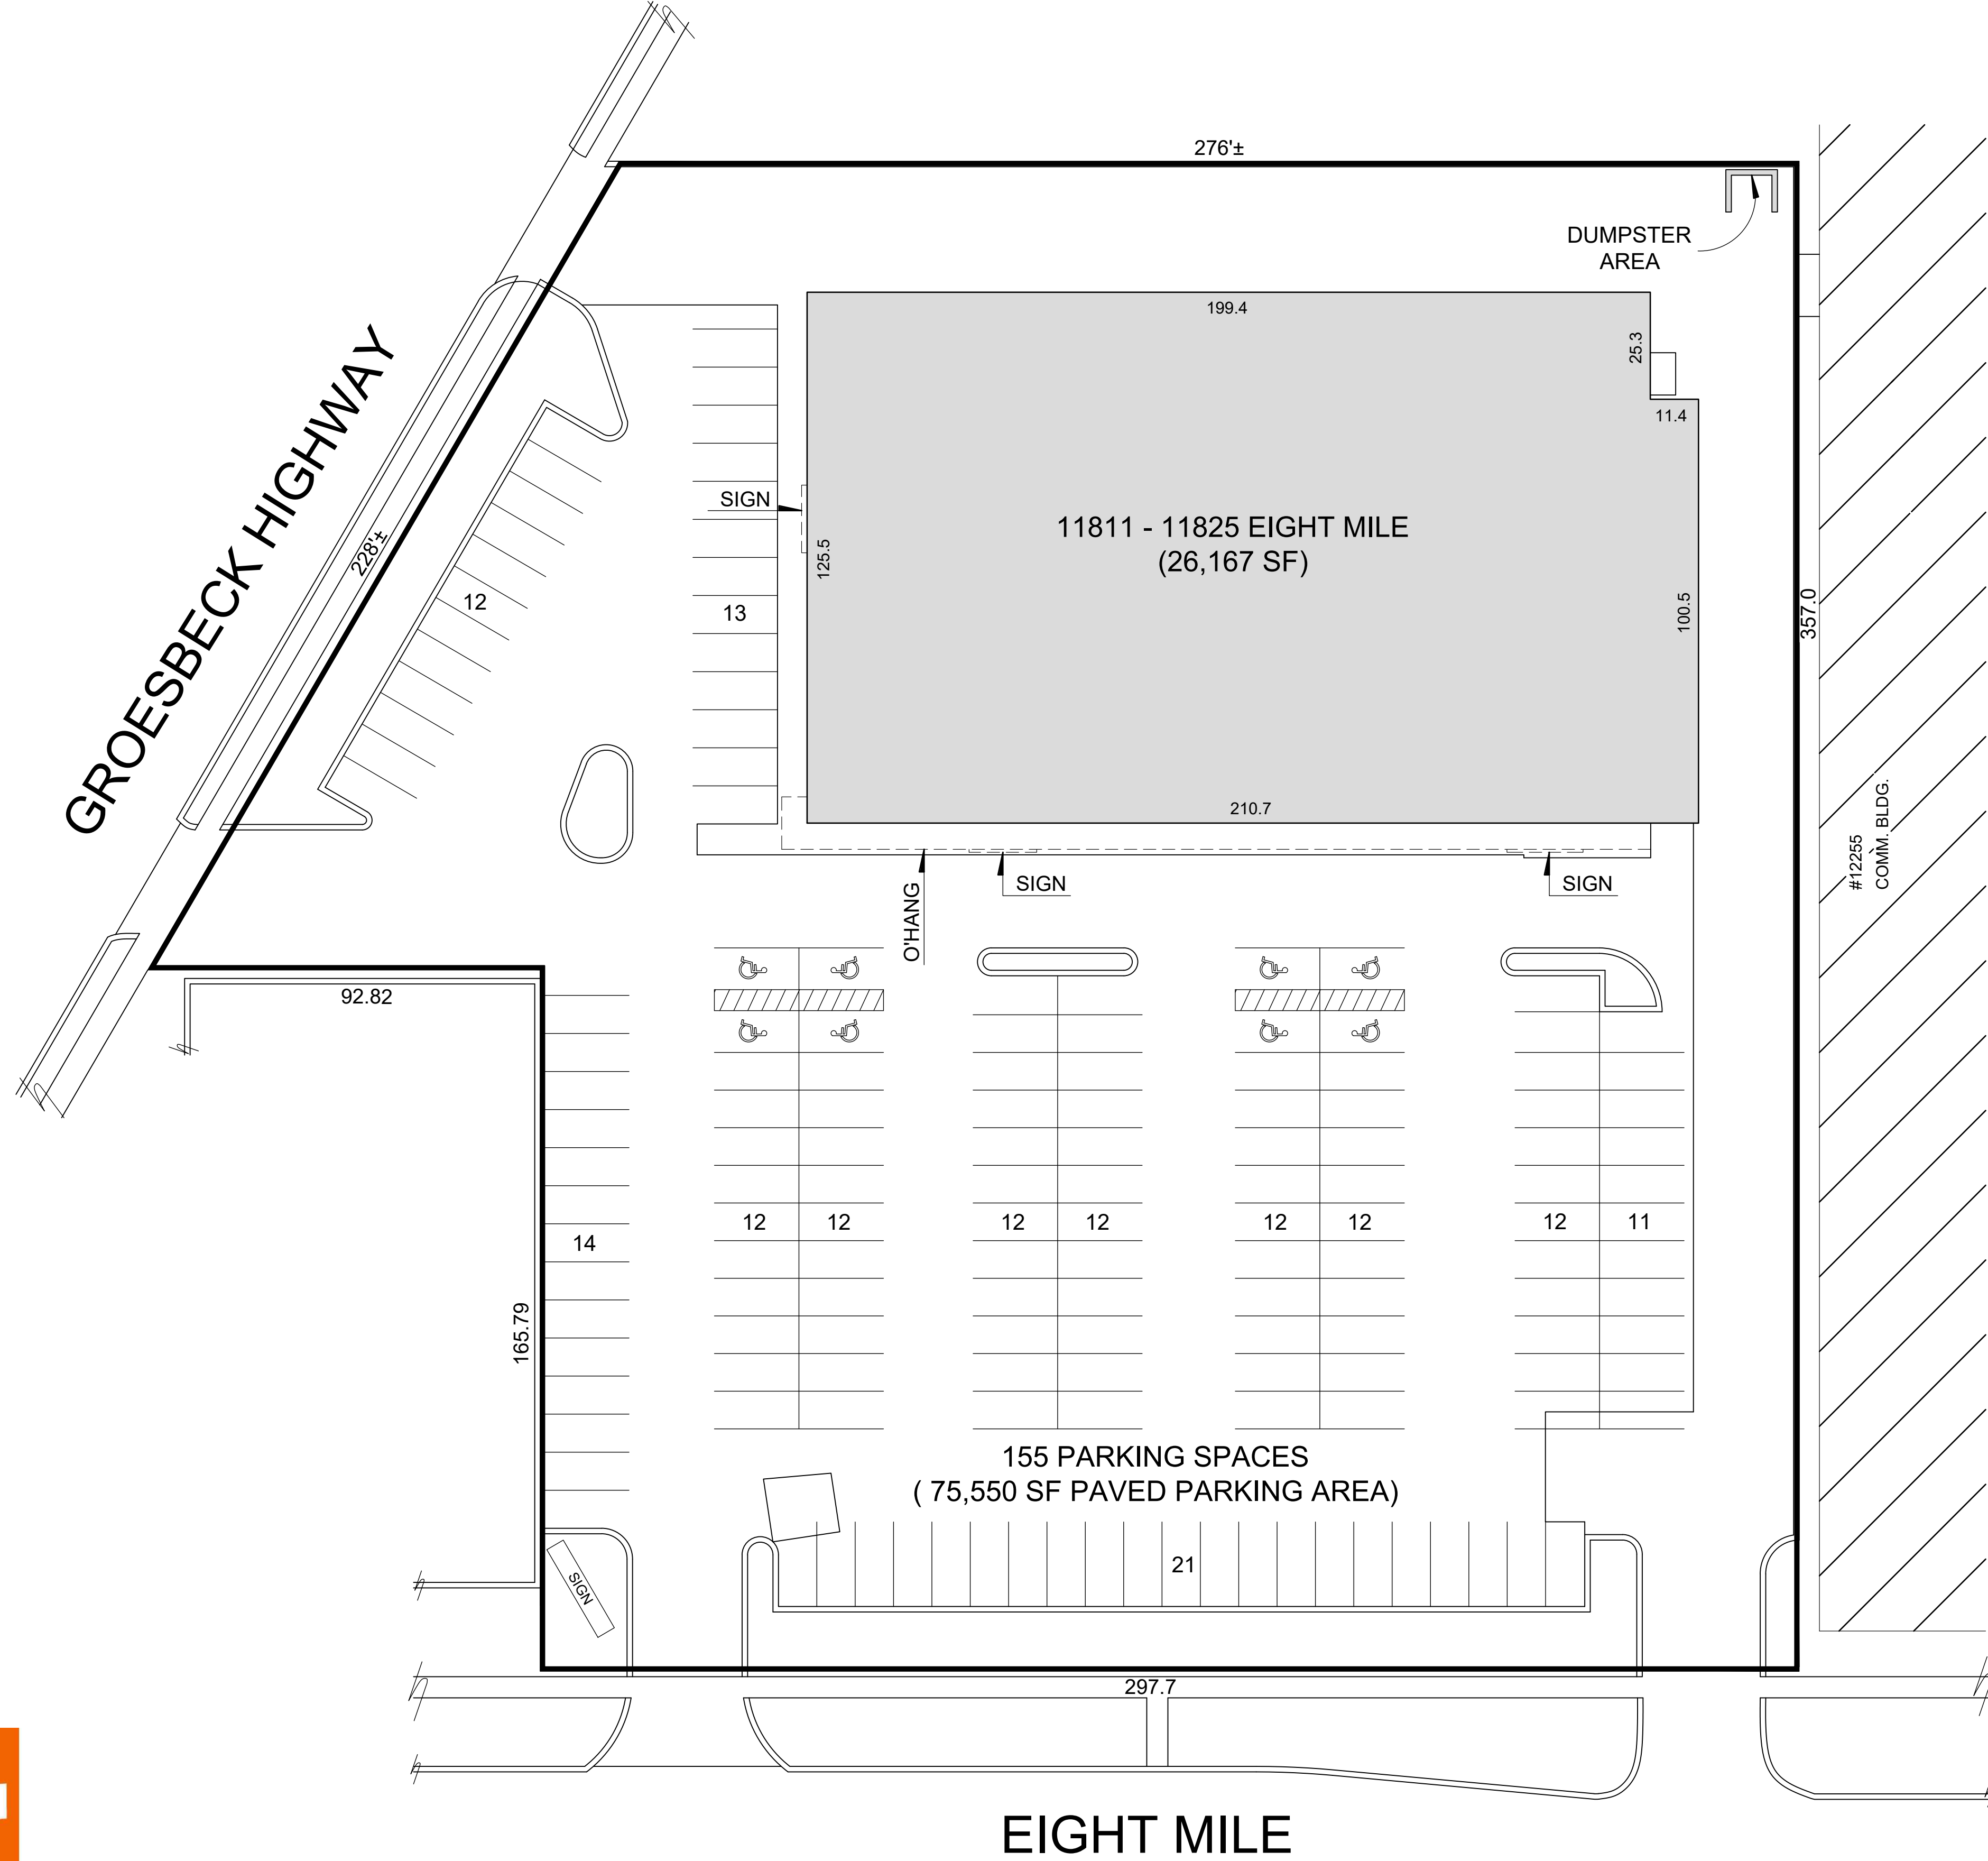 276'±
DUMPSTER
AREA
199.4
25.3
11.4
GROESBECK HIGHWAY
228'±
SIGN
11811 - 11825 EIGHT MILE
(26,167 SF)
125.5
100.5
357.0
12
13
210.7
#12255
COMM. BLDG.
O'HANG
SIGN
SIGN
92.82
14
12
12
12
12
12
12
12
11
165.79
155 PARKING SPACES
( 75,550 SF PAVED PARKING AREA)
21
SIGN
297.7
EIGHT MILE